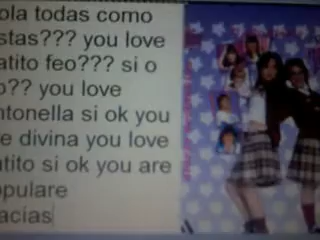 ola todas como
stas??? you love
atito feo??? si o
o?? you love
ntonella si ok you
e divina you love
atito si ok you are
opulare
acias